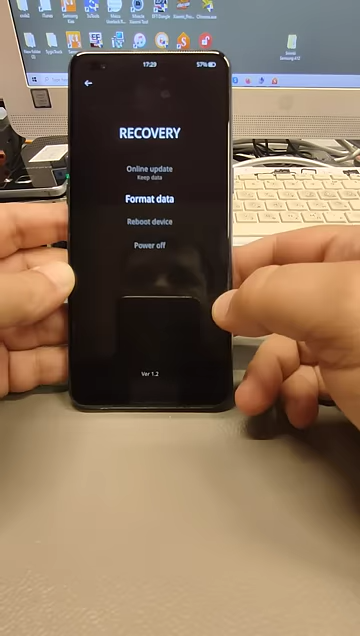 17:29
57%
RECOVERY
Online update
Keep data
Format data
Reboot device
Power off
Ver 1.2